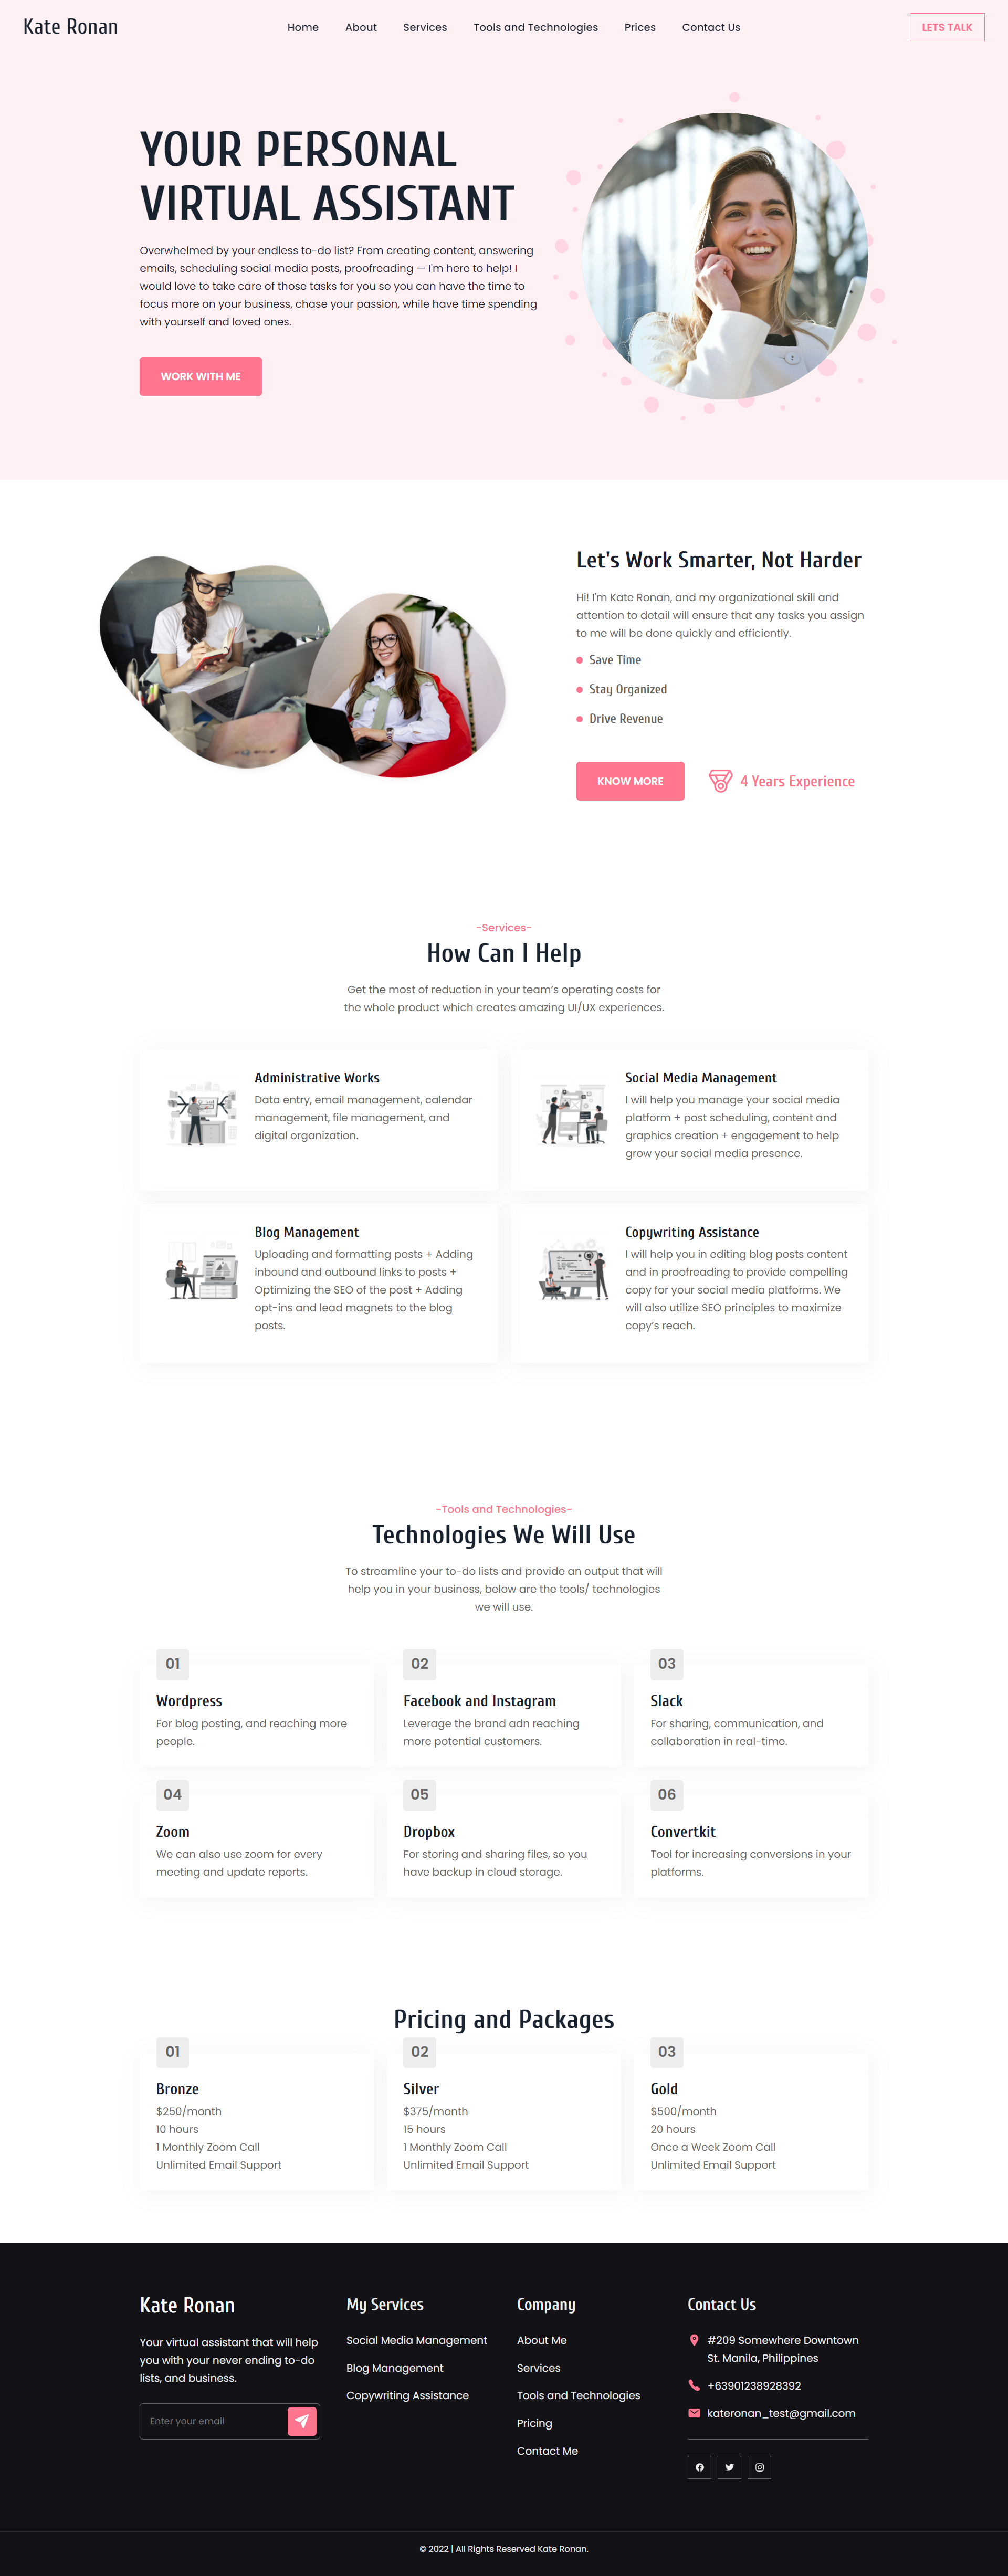 Kate Ronan
Home About Services Tools and Technologies Prices Contact Us
LETS TALK
YOUR PERSONAL
VIRTUAL ASSISTANT
Overwhelmed by your endless to-do list? From creating content, answering
emails, scheduling social media posts, proofreading — I'm here to help! I
would love to take care of those tasks for you so you can have the time to
focus more on your business, chase your passion, while have time spending
with yourself and loved ones.
WORK WITH ME
Let's Work Smarter, Not Harder
Hi! I'm Kate Ronan, and my organizational skill and
attention to detail will ensure that any tasks you assign
to me will be done quickly and efficiently.
Save Time
Stay Organized
Drive Revenue
KNOW MORE
4 Years Experience
-Services-
How Can I Help
Get the most of reduction in your team's operating costs for
the whole product which creates amazing UI/UX experiences.
Administrative Works
Data entry, email management, calendar
management, file management, and
digital organization.
Social Media Management
I will help you manage your social media
platform + post scheduling, content and
graphics creation + engagement to help
grow your social media presence.
Blog Management
Uploading and formatting posts + Adding
inbound and outbound links to posts +
Optimizing the SEO of the post + Adding
opt-ins and lead magnets to the blog
posts.
Copywriting Assistance
I will help you in editing blog posts content
and in proofreading to provide compelling
copy for your social media platforms. We
will also utilize SEO principles to maximize
copy's reach.
-Tools and Technologies-
Technologies We Will Use
To streamline your to-do lists and provide an output that will
help you in your business, below are the tools/ technologies
we will use.
01
Wordpress
For blog posting, and reaching more
people.
02
Facebook and Instagram
Leverage the brand adn reaching
more potential customers.
03
Slack
For sharing, communication, and
collaboration in real-time.
04
Zoom
We can also use zoom for every
meeting and update reports.
05
Dropbox
For storing and sharing files, so you
have backup in cloud storage.
06
Convertkit
Tool for increasing conversions in your
platforms.
Pricing and Packages
01
Bronze
$250/month
10 hours
1 Monthly Zoom Call
Unlimited Email Support
02
Silver
$375/month
15 hours
1 Monthly Zoom Call
Unlimited Email Support
03
Gold
$500/month
20 hours
Once a Week Zoom Call
Unlimited Email Support
Kate Ronan
Your virtual assistant that will help
you with your never ending to-do
lists, and business.
Enter your email
My Services
Social Media Management
Blog Management
Copywriting Assistance
Company
About Me
Services
Tools and Technologies
Pricing
Contact Me
Contact Us
#209 Somewhere Downtown
St. Manila, Philippines
+63901238928392
kateronan_test@gmail.com
© 2022 | All Rights Reserved Kate Ronan.